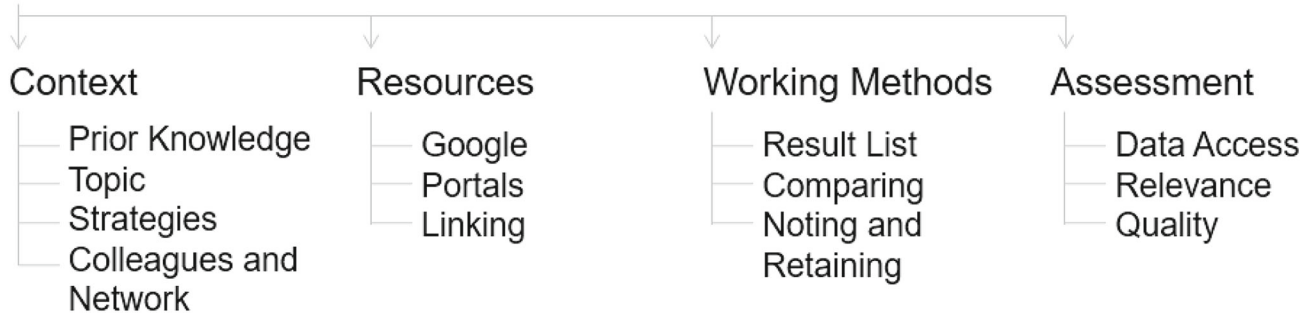 Context
Prior Knowledge
Topic
Strategies
Colleagues and
Network
Resources
Google
Portals
Linking
Working Methods
Result List
Comparing
Noting and
Retaining
Assessment
Data Access
Relevance
Quality